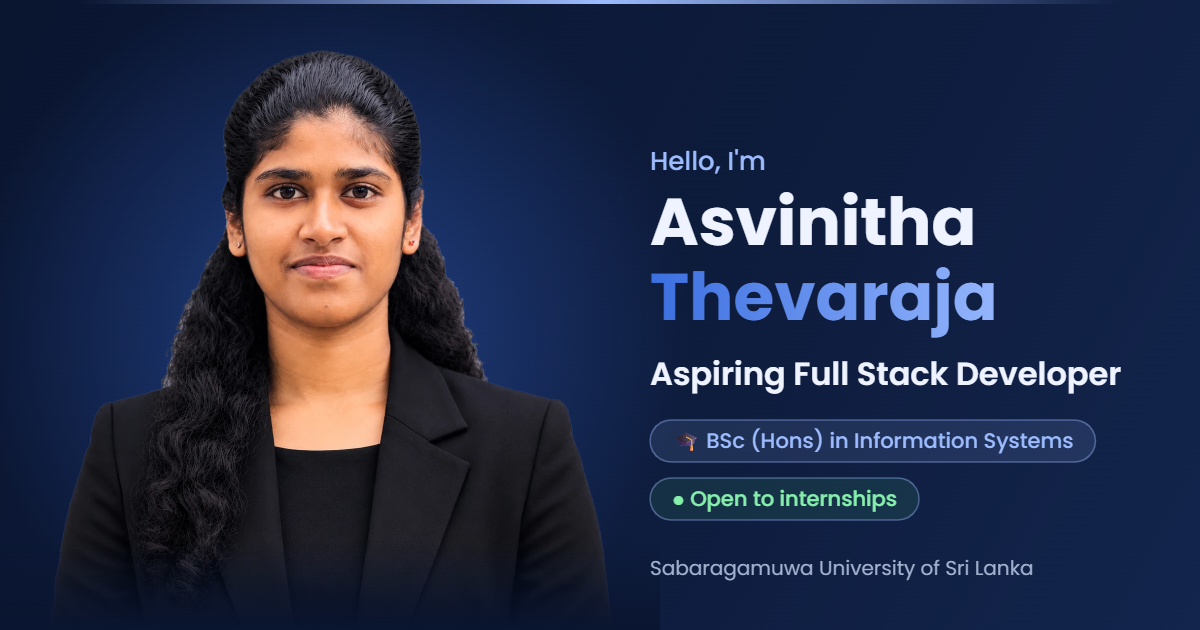 Hello, I'm
Asvinitha
Thevaraja
Aspiring Full Stack Developer
🎓 BSc (Hons) in Information Systems
● Open to internships
Sabaragamuwa University of Sri Lanka